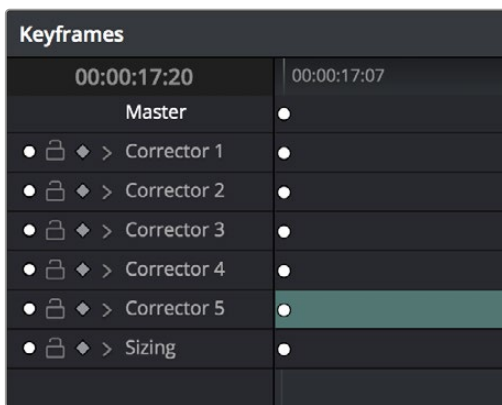 Keyframes
00:00:17:20 00:00:17:07
Master
Corrector 1
Corrector 2
Corrector 3
Corrector 4
Corrector 5
Sizing